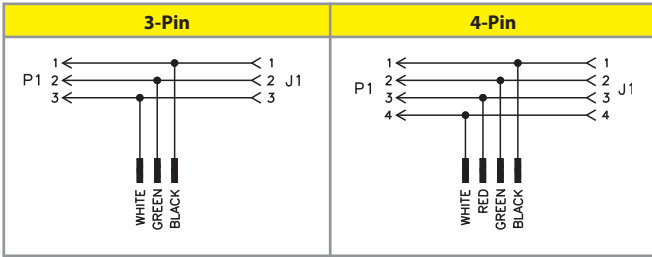 3-Pin
1 1
P1 2 2 J1
3 3
WHITE
GREEN
BLACK
4-Pin
1 1
2 2
P1 3 3 J1
4 4
WHITE
RED
GREEN
BLACK